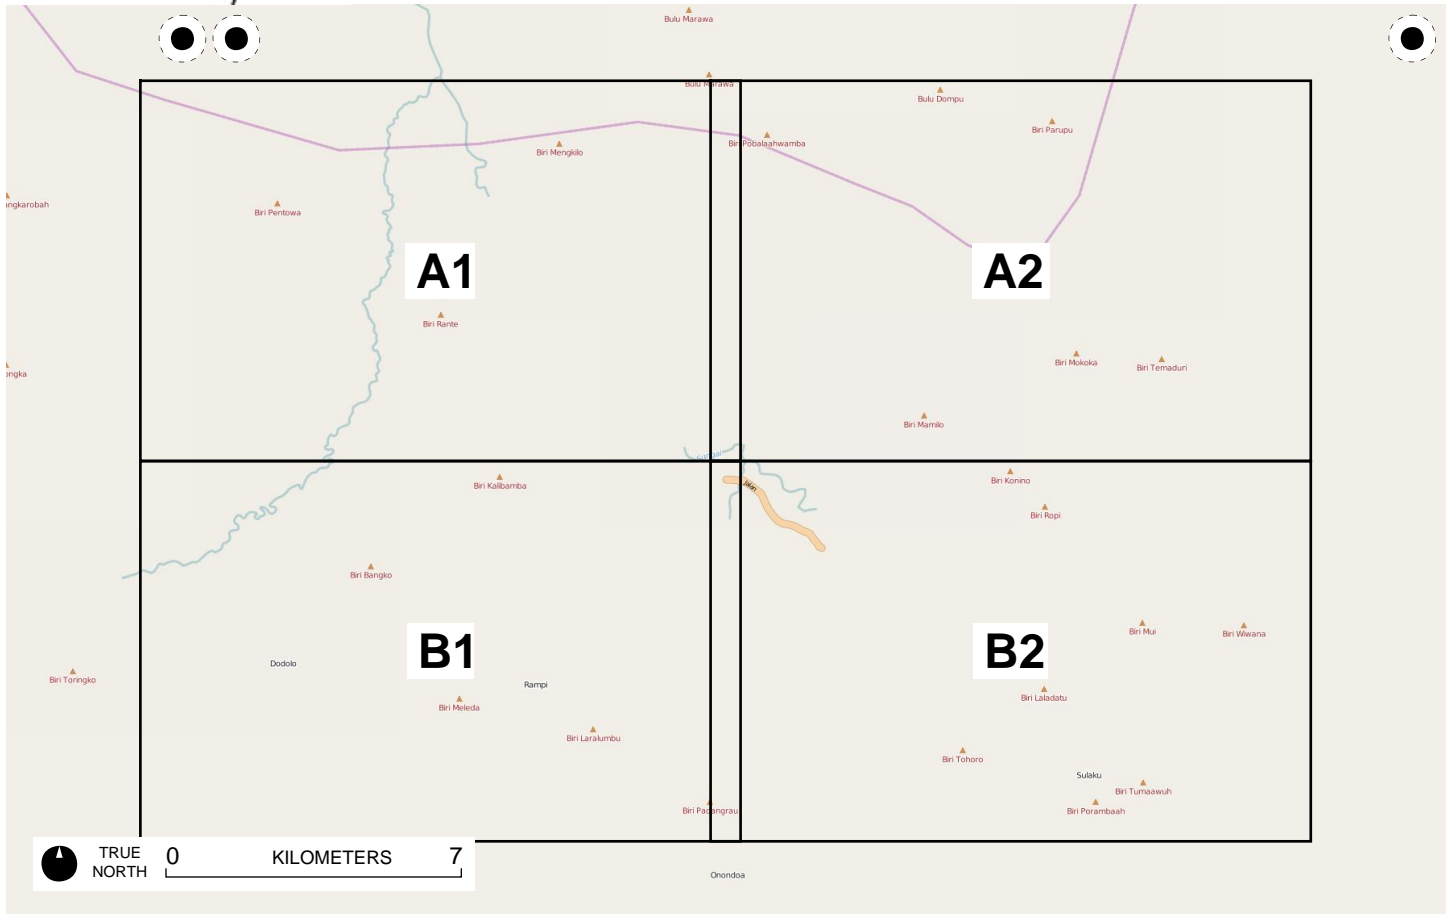 Bulu Marawa
Bulu Marawa
Bulu Dompu
Biri Parupu
Biri Pobalaahwamba
Biri Mengkilo
angkarobah
Biri Pentowa
A1
A2
Biri Rante
Biri Mokoka
Biri Temaduri
ongka
Biri Mamilo
Sungai
Biri Konino
Biri Kalibamba
Jalan
Biri Ropi
Biri Bangko
Biri Mui
Biri Wiwana
B1
B2
Dodolo
Biri Toringko
Rampi
Biri Laladatu
Biri Meleda
Biri Laralumbu
Biri Tohoro
Sulaku
Biri Tumaawuh
Biri Padangrau
Biri Porambaah
TRUE
NORTH
0 KILOMETERS 7
Onondoa